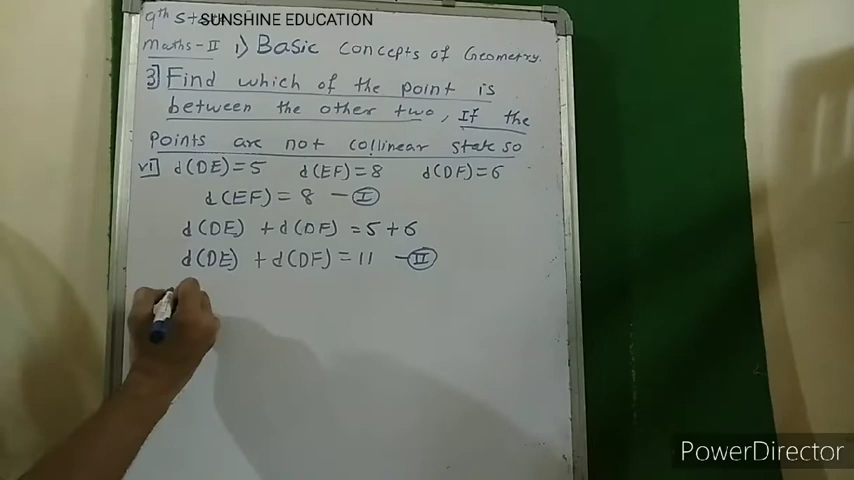 9th st
SUNSHINE EDUCATION
Maths-II 1) Basic concepts of Geometry.
3] Find which of the point is
between the other two, If the
Points are not collinear state so
vi] d(DE)=5 d(EF)=8 d(DF)=6
d(EF) = 8 — I
d(DE) + d(DF) = 5+6
d(DE) + d(DF) = 11 — II
PowerDirector